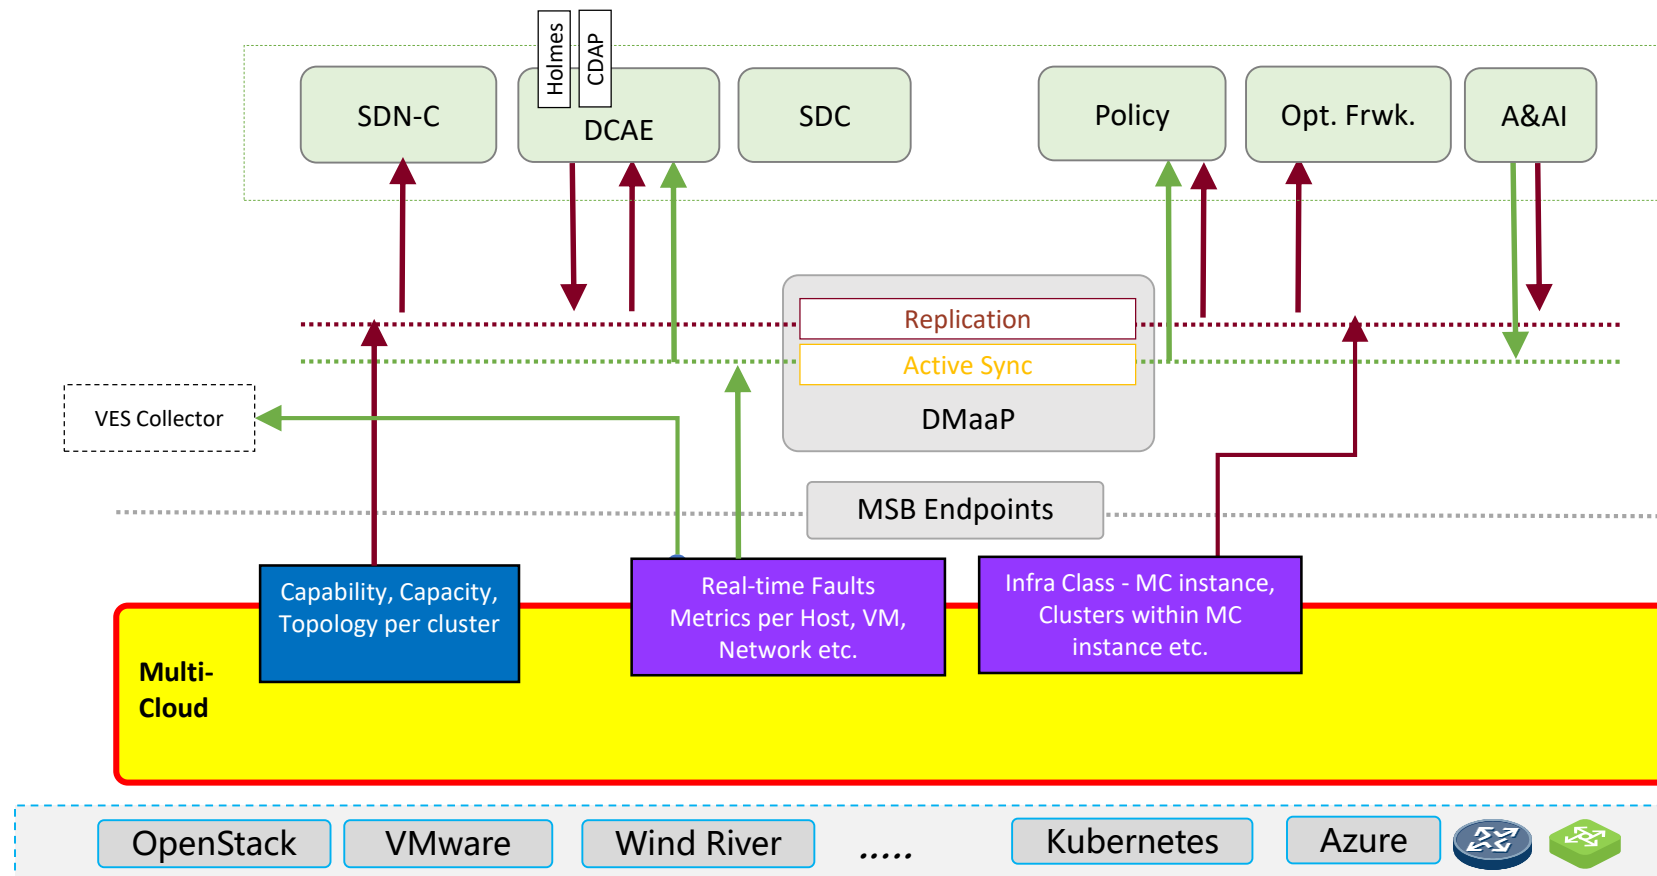 Holmes
CDAP
SDN-C
DCAE
SDC
Policy
Opt. Frwk.
A&AI
Replication
Active Sync
DMaaP
VES Collector
MSB Endpoints
Capability, Capacity,
Topology per cluster
Real-time Faults
Metrics per Host, VM,
Network etc.
Infra Class - MC instance,
Clusters within MC
instance etc.
Multi-
Cloud
OpenStack
VMware
Wind River
.....
Kubernetes
Azure